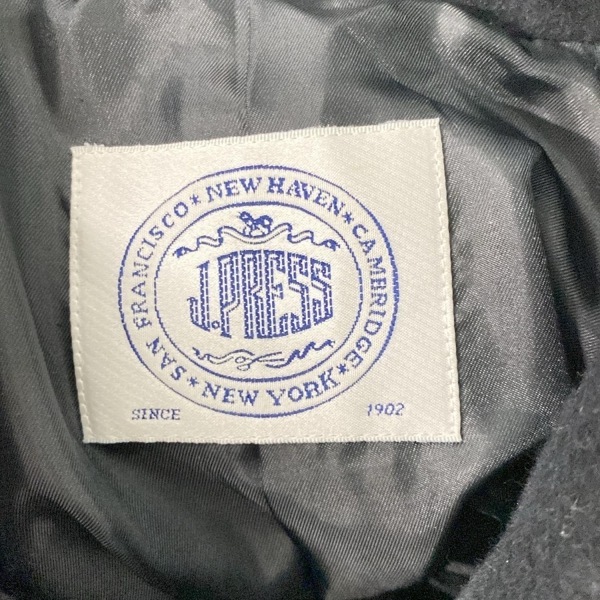 SAN FRANCISCO * NEW HAVEN * CAMBRIDGE * NEW YORK *
J.PRESS
SINCE 1902